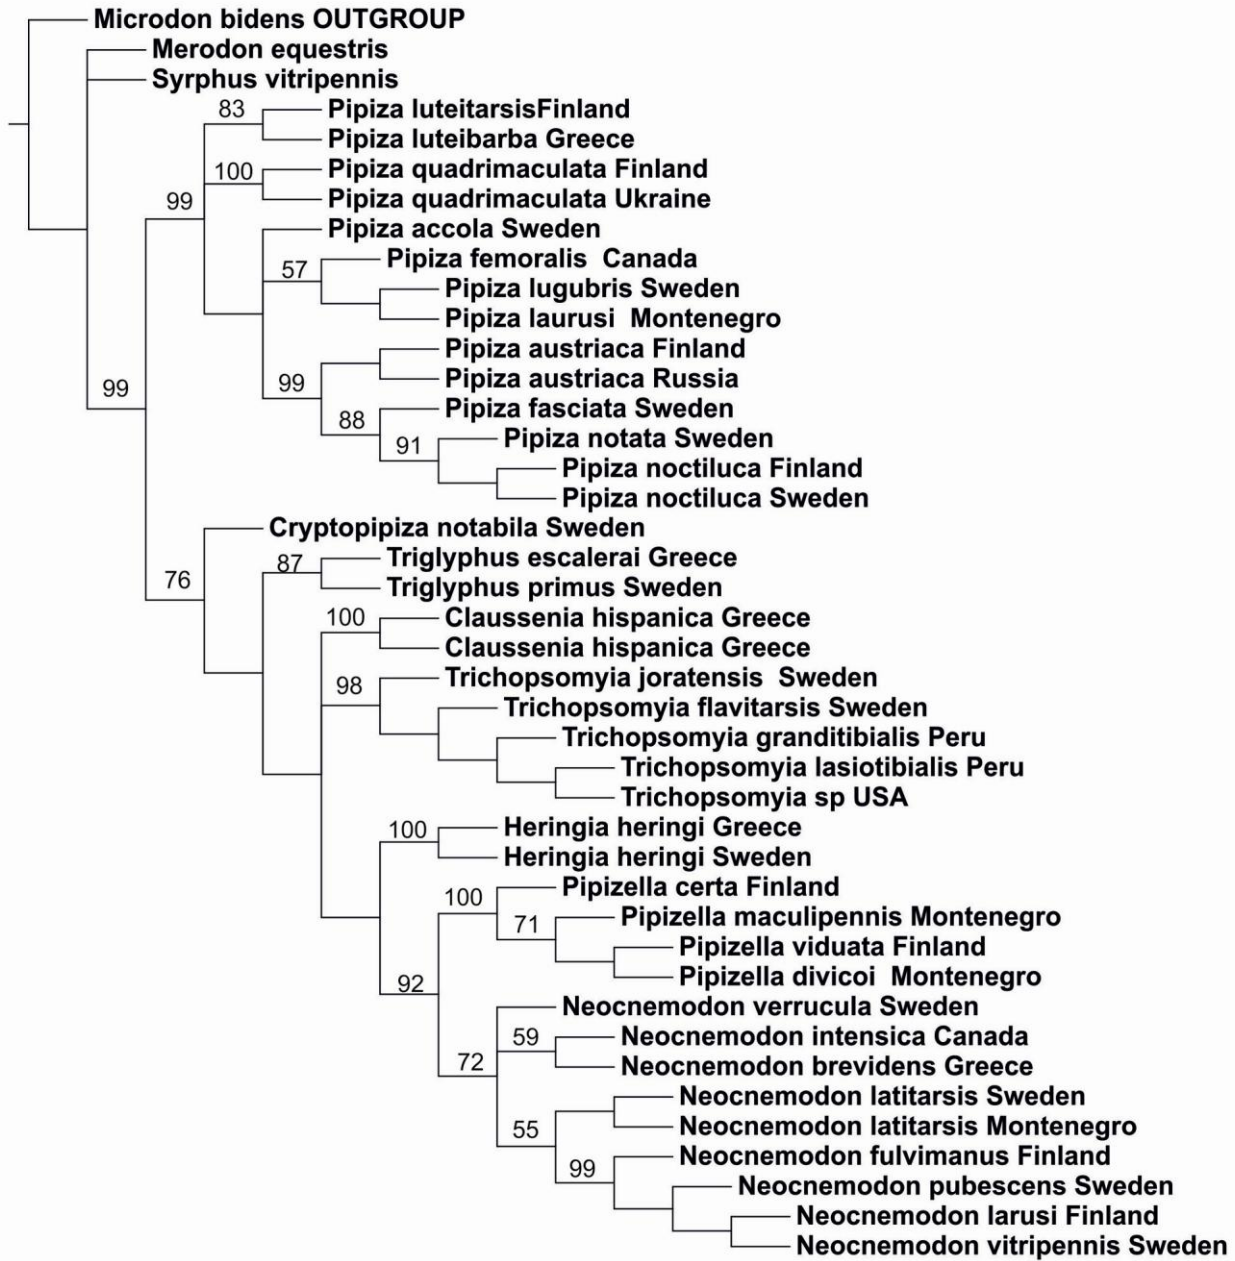 Microdon bidens OUTGROUP
Merodon equestris
Syrphus vitripennis
83
Pipiza luteitarsisFinland
Pipiza luteibarba Greece
100
Pipiza quadrimaculata Finland
99
Pipiza quadrimaculata Ukraine
Pipiza accola Sweden
Pipiza femoralis  Canada
57
Pipiza lugubris Sweden
Pipiza laurusi  Montenegro
Pipiza austriaca Finland
Pipiza austriaca Russia
99
99
Pipiza fasciata Sweden
88
Pipiza notata Sweden
91
Pipiza noctiluca Finland
Pipiza noctiluca Sweden
Cryptopipiza notabila Sweden
Triglyphus escalerai Greece
87
76
Triglyphus primus Sweden
100
Claussenia hispanica Greece
Claussenia hispanica Greece
Trichopsomyia joratensis  Sweden
98
Trichopsomyia flavitarsis Sweden
Trichopsomyia granditibialis Peru
Trichopsomyia lasiotibialis Peru
Trichopsomyia sp USA
100
Heringia heringi Greece
Heringia heringi Sweden
Pipizella certa Finland
100
Pipizella maculipennis Montenegro
71
Pipizella viduata Finland
Pipizella divicoi  Montenegro
92
Neocnemodon verrucula Sweden
59
Neocnemodon intensica Canada
72
Neocnemodon brevidens Greece
Neocnemodon latitarsis Sweden
55
Neocnemodon latitarsis Montenegro
Neocnemodon fulvimanus Finland
99
Neocnemodon pubescens Sweden
Neocnemodon larusi Finland
Neocnemodon vitripennis Sweden